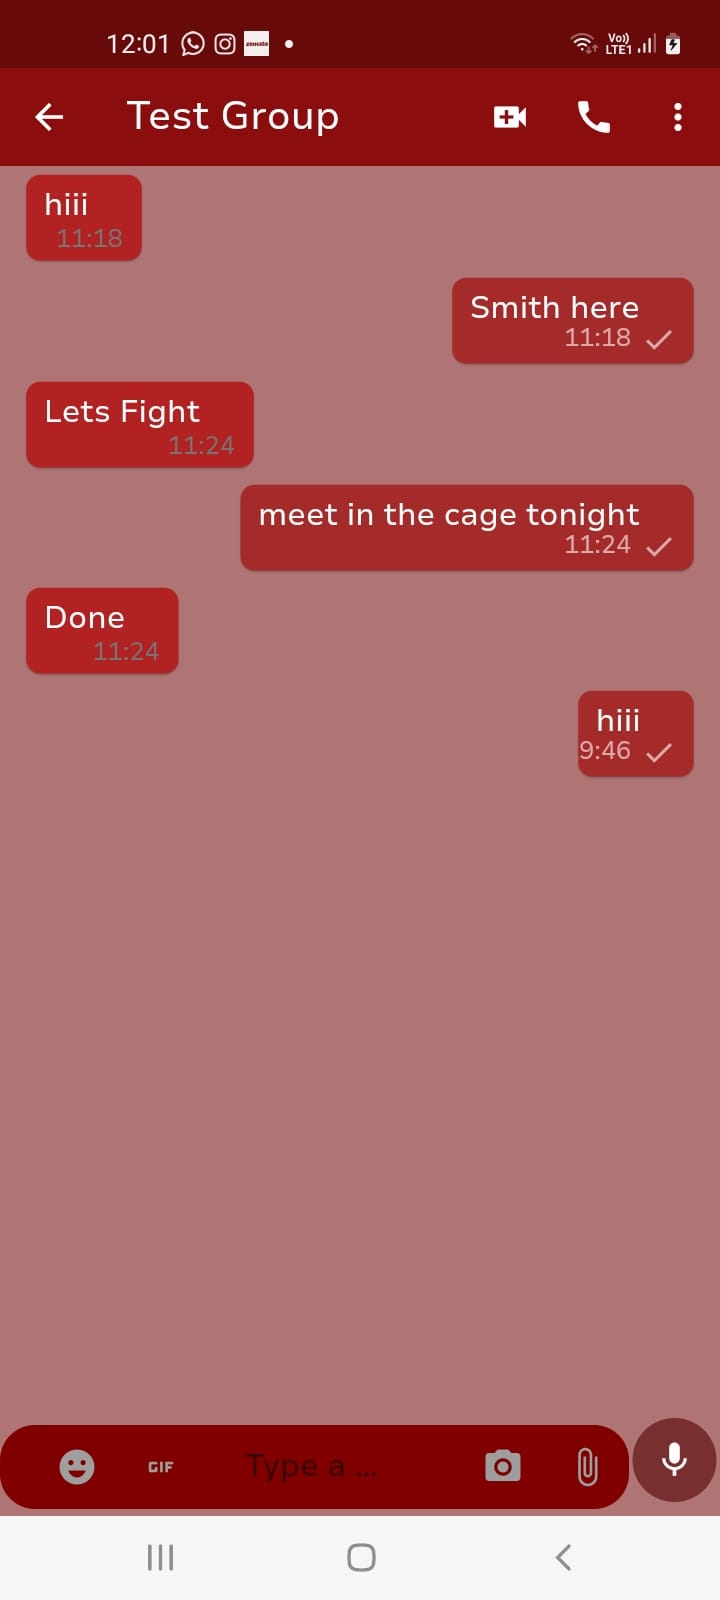 12:01 zomato Vo)) LTE1
Test Group
hiii
11:18
Smith here
11:18
Lets Fight
11:24
meet in the cage tonight
11:24
Done
11:24
hiii
9:46
GIF Type a ...